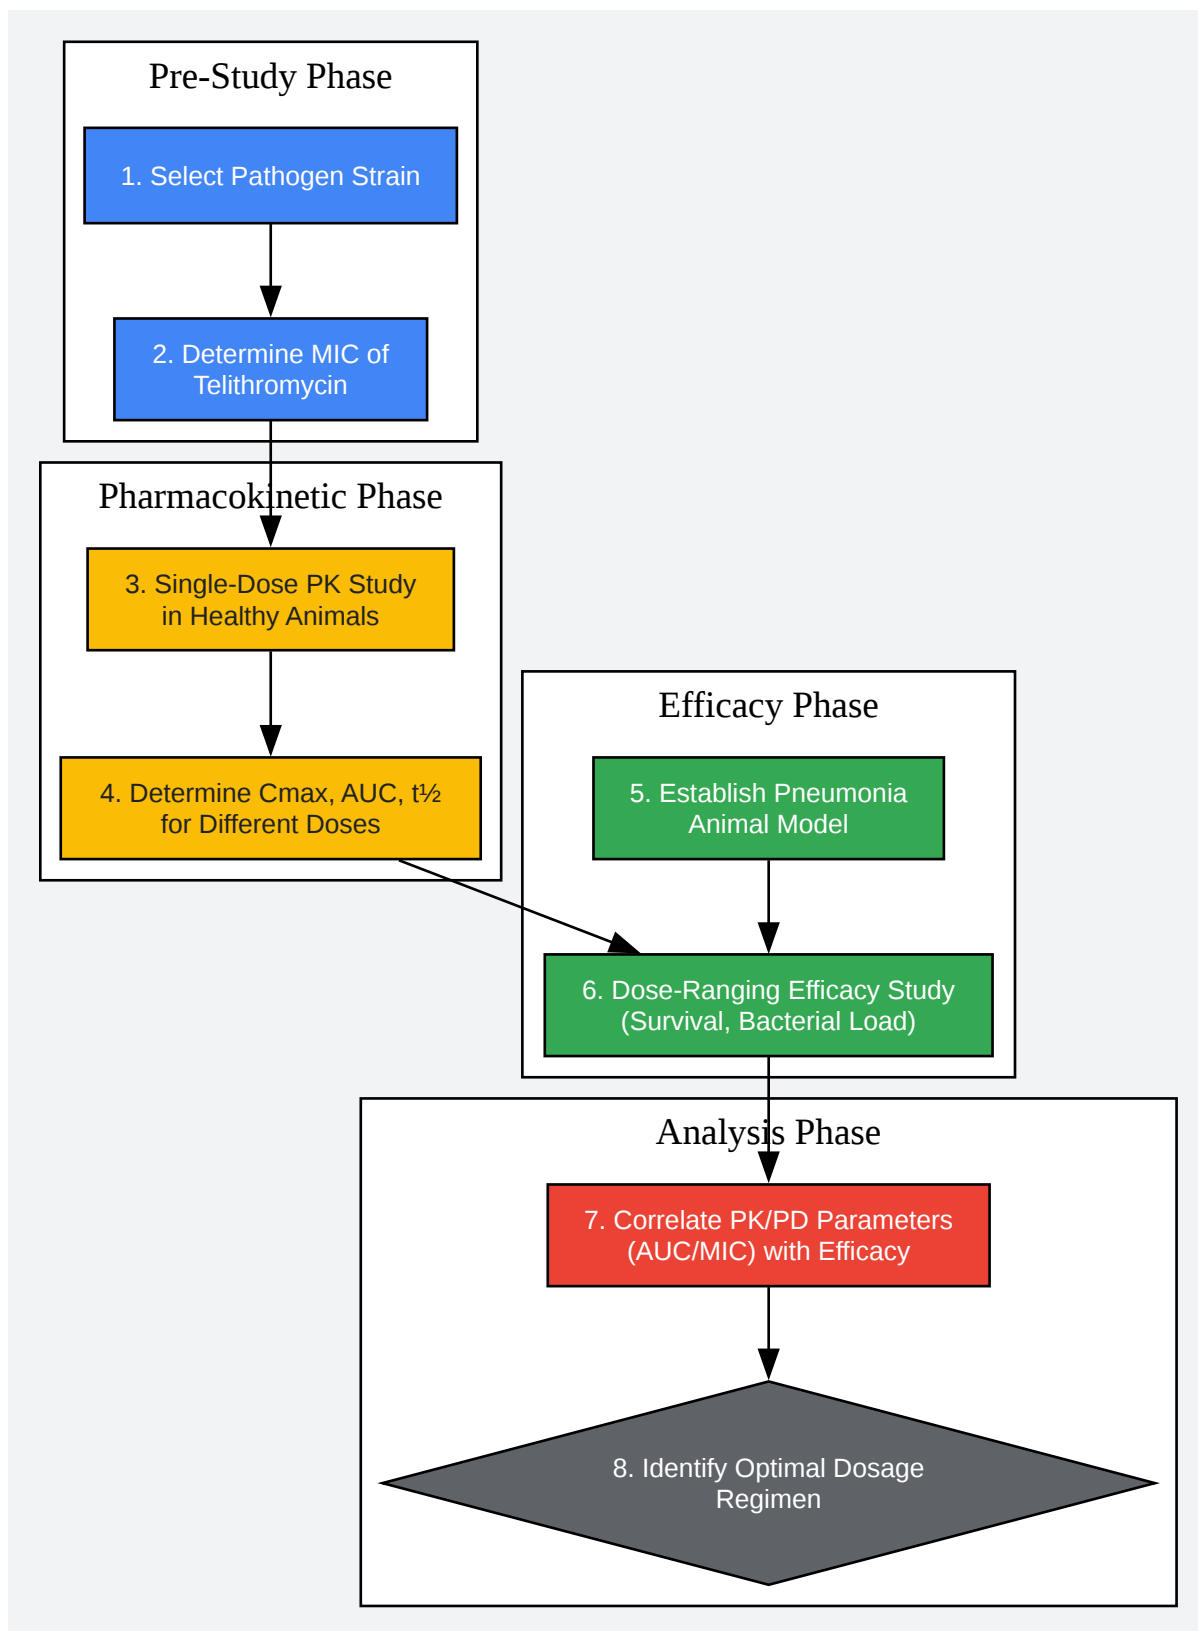 Pre-Study Phase
1. Select Pathogen Strain
2. Determine MIC of
Telithromycin
Pharmacokinetic Phase
3. Single-Dose PK Study
in Healthy Animals
4. Determine Cmax, AUC, t½
for Different Doses
Efficacy Phase
5. Establish Pneumonia
Animal Model
6. Dose-Ranging Efficacy Study
(Survival, Bacterial Load)
Analysis Phase
7. Correlate PK/PD Parameters
(AUC/MIC) with Efficacy
8. Identify Optimal Dosage
Regimen